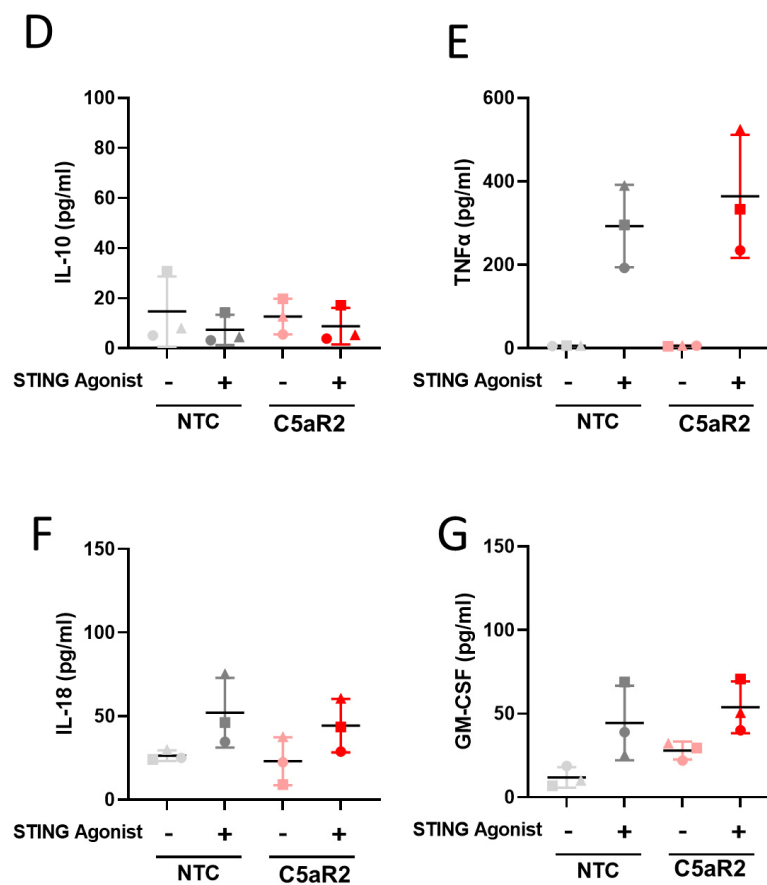 D
IL-10 (pg/ml)
100
80
60
40
20
0
STING Agonist - + - +
NTC C5aR2
E
TNFα (pg/ml)
600
400
200
0
STING Agonist - + - +
NTC C5aR2
F
IL-18 (pg/ml)
150
100
50
0
STING Agonist - + - +
NTC C5aR2
G
GM-CSF (pg/ml)
150
100
50
0
STING Agonist - + - +
NTC C5aR2